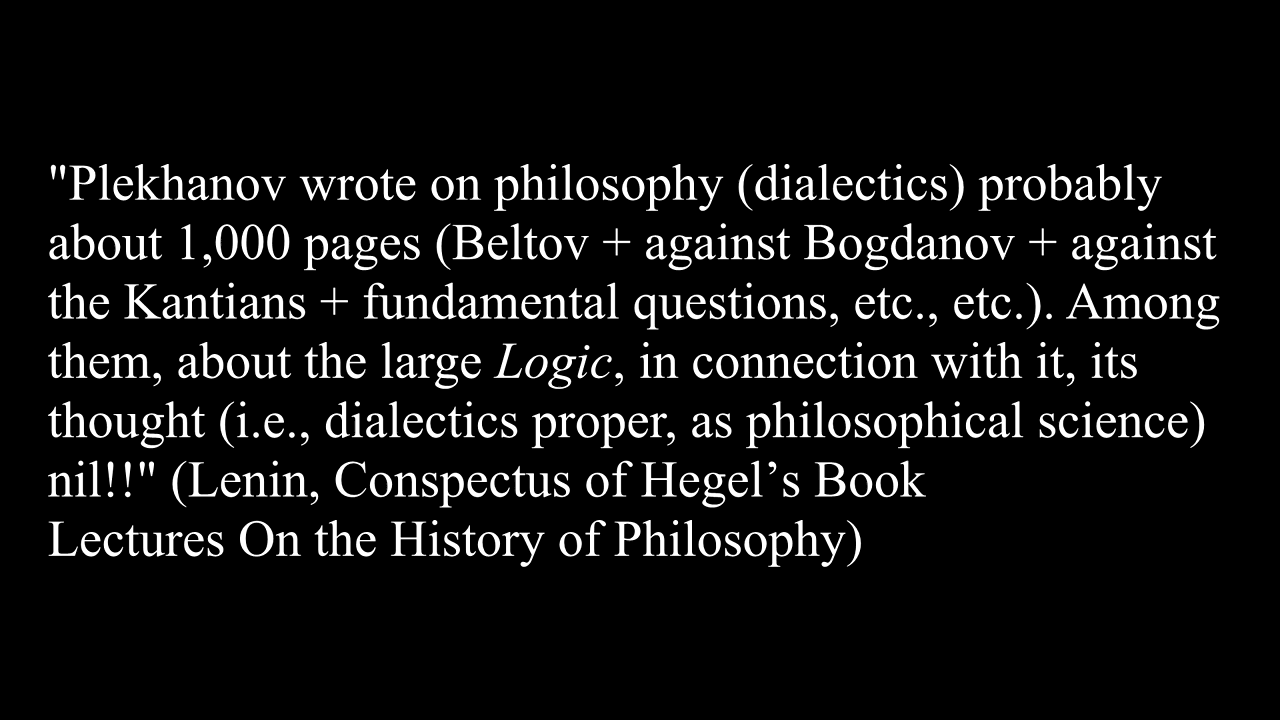 "Plekhanov wrote on philosophy (dialectics) probably
about 1,000 pages (Beltov + against Bogdanov + against
the Kantians + fundamental questions, etc., etc.). Among
them, about the large Logic, in connection with it, its
thought (i.e., dialectics proper, as philosophical science)
nil!!" (Lenin, Conspectus of Hegel’s Book
Lectures On the History of Philosophy)